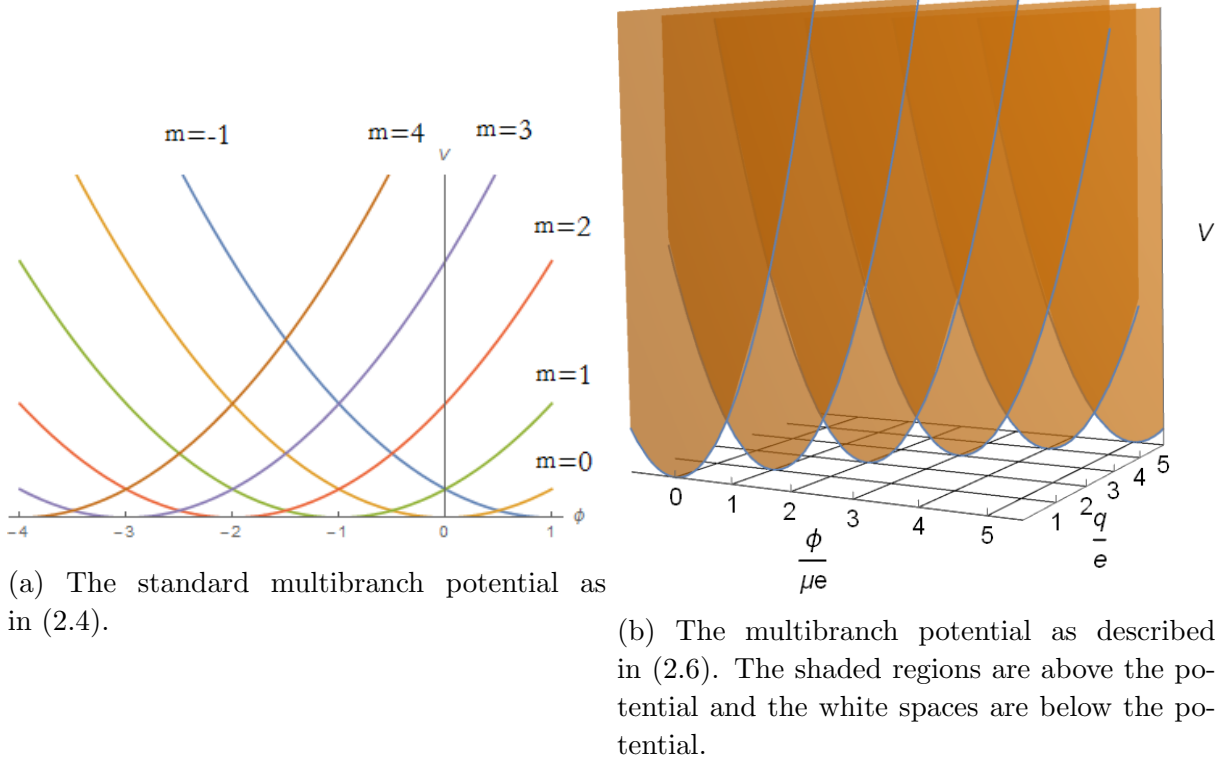 m=-1 m=4 m=3
V
m=2
m=1
m=0
-4 -3 -2 -1 0 1 ϕ
(a) The standard multibranch potential as
in (2.4).
V
0 1 2 3 4 5
ϕ
μe
1 2 3 4 5
q
e
(b) The multibranch potential as described
in (2.6). The shaded regions are above the po-
tential and the white spaces are below the po-
tential.